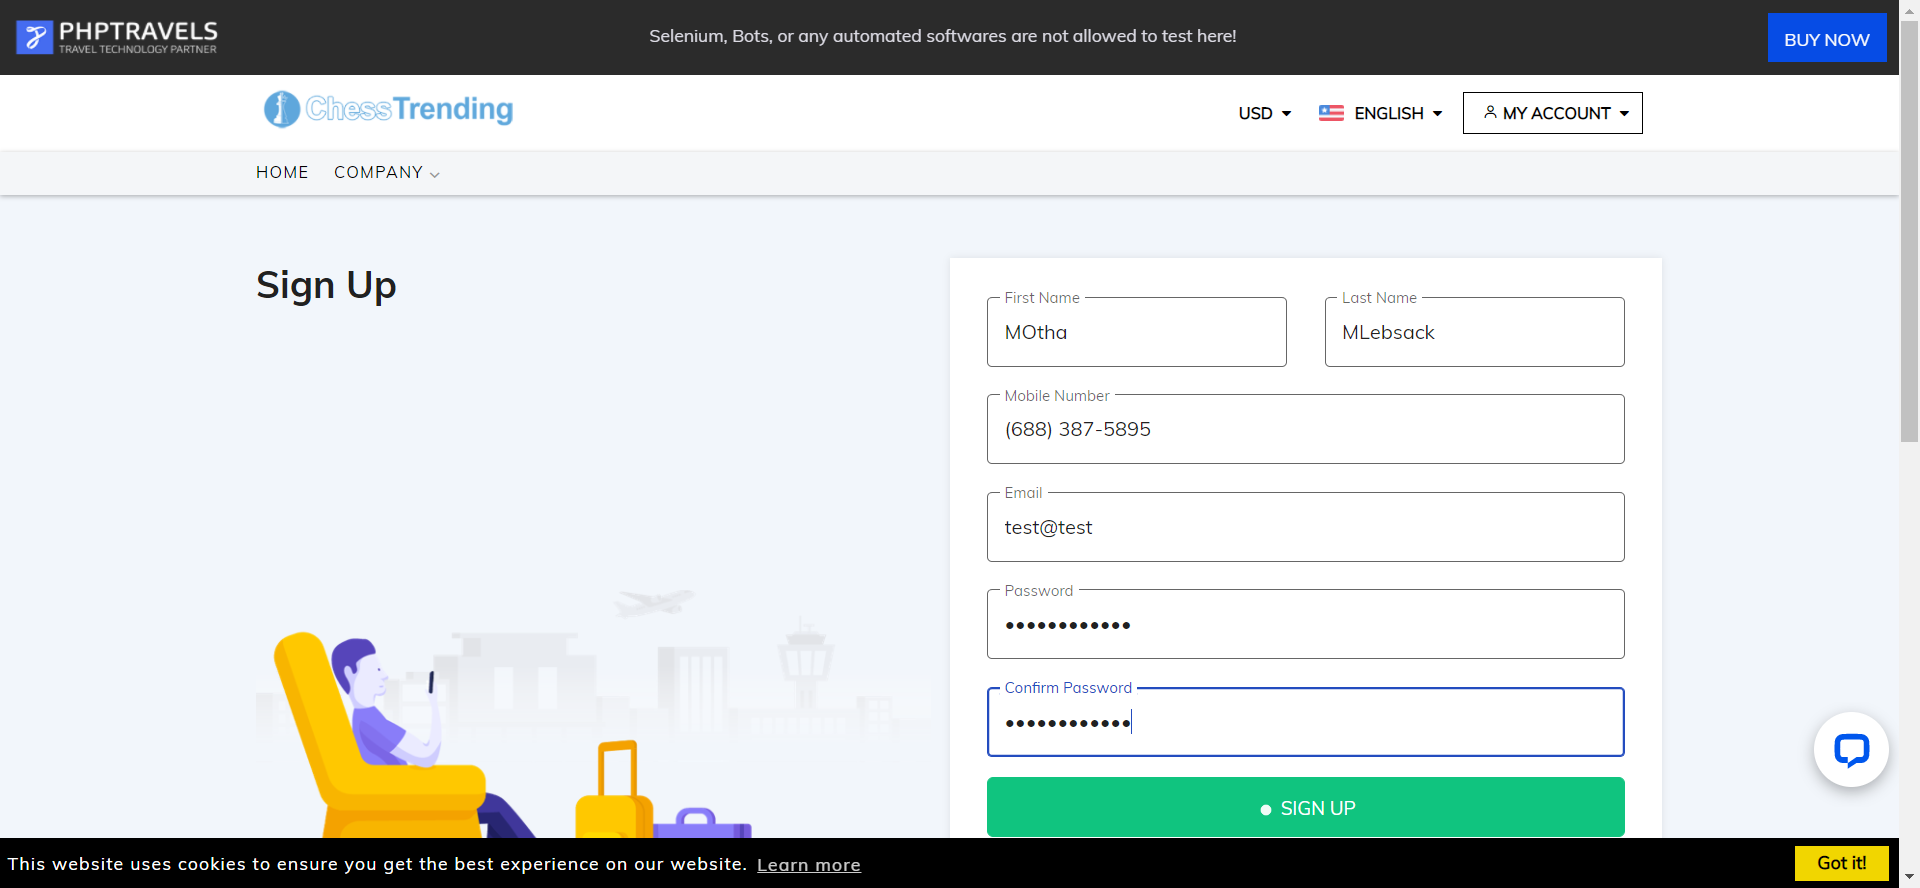 PHPTRAVELS
TRAVEL TECHNOLOGY PARTNER
Selenium, Bots, or any automated softwares are not allowed to test here!
BUY NOW
ChessTrending
USD
ENGLISH
MY ACCOUNT
HOME
COMPANY
Sign Up
First Name
MOtha
Last Name
MLebsack
Mobile Number
(688) 387-5895
Email
test@test
Password
••••••••••••
Confirm Password
••••••••••••
SIGN UP
This website uses cookies to ensure you get the best experience on our website. Learn more
Got it!